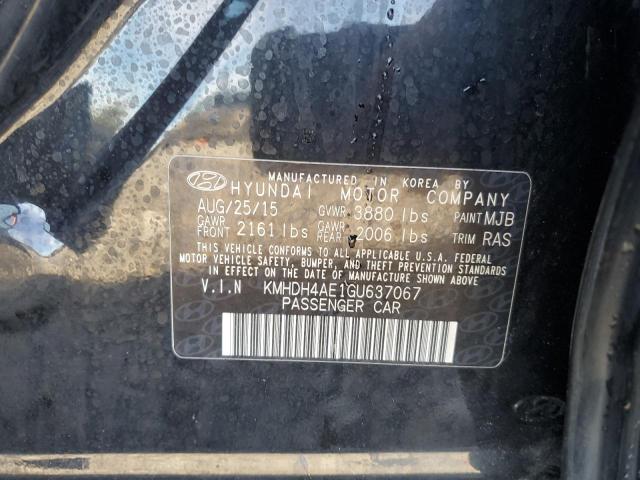 MANUFACTURED IN KOREA BY
HYUNDAI MOTOR COMPANY
AUG/25/15 GVWR 3880 lbs PAINT MJB
GAWR FRONT 2161 lbs GAWR REAR 2006 lbs TRIM RAS
THIS VEHICLE CONFORMS TO ALL APPLICABLE U.S.A. FEDERAL
MOTOR VEHICLE SAFETY, BUMPER, AND THEFT PREVENTION STANDARDS
IN EFFECT ON THE DATE OF MANUFACTURE SHOWN ABOVE
V.I.N KMHDH4AE1GU637067
PASSENGER CAR